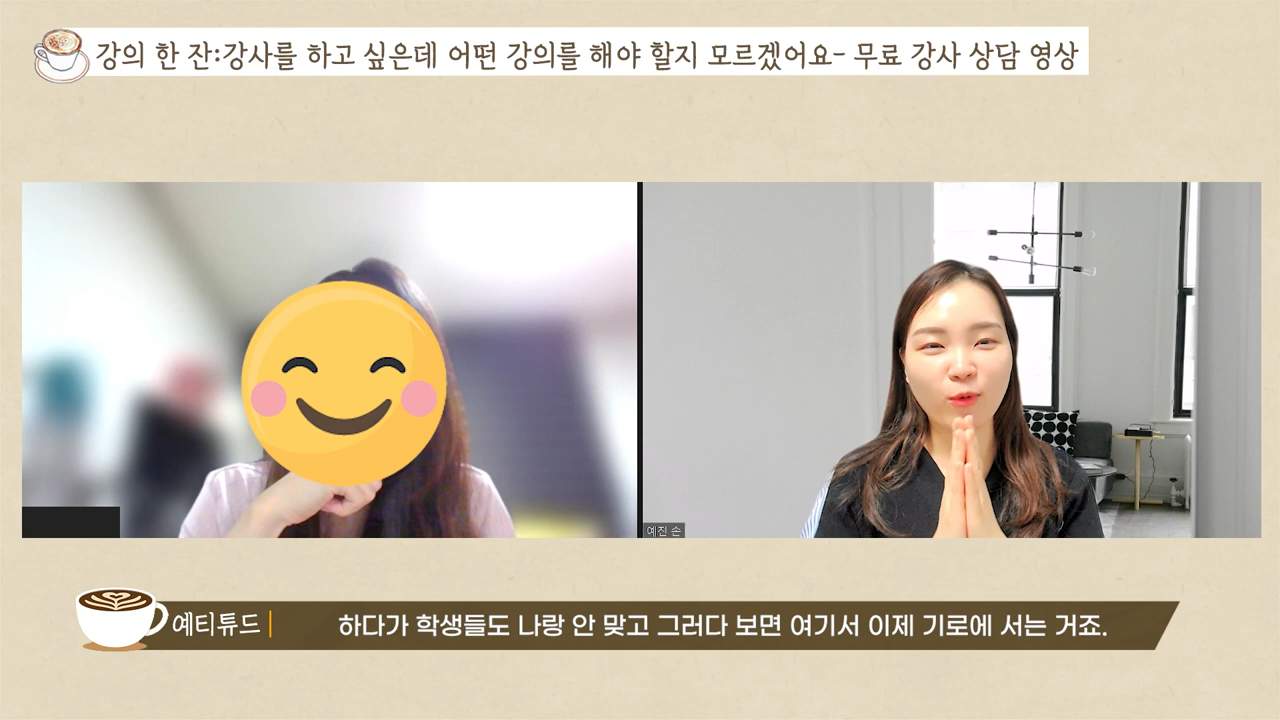 강의 한 잔:강사를 하고 싶은데 어떤 강의를 해야 할지 모르겠어요- 무료 강사 상담 영상
예진 손
예티튜드
하다가 학생들도 나랑 안 맞고 그러다 보면 여기서 이제 기로에 서는 거죠.